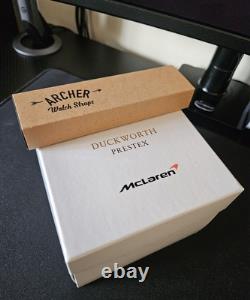 ARCHER
Watch Straps
DUCKWORTH
PRESTEX
McLaren
ebay